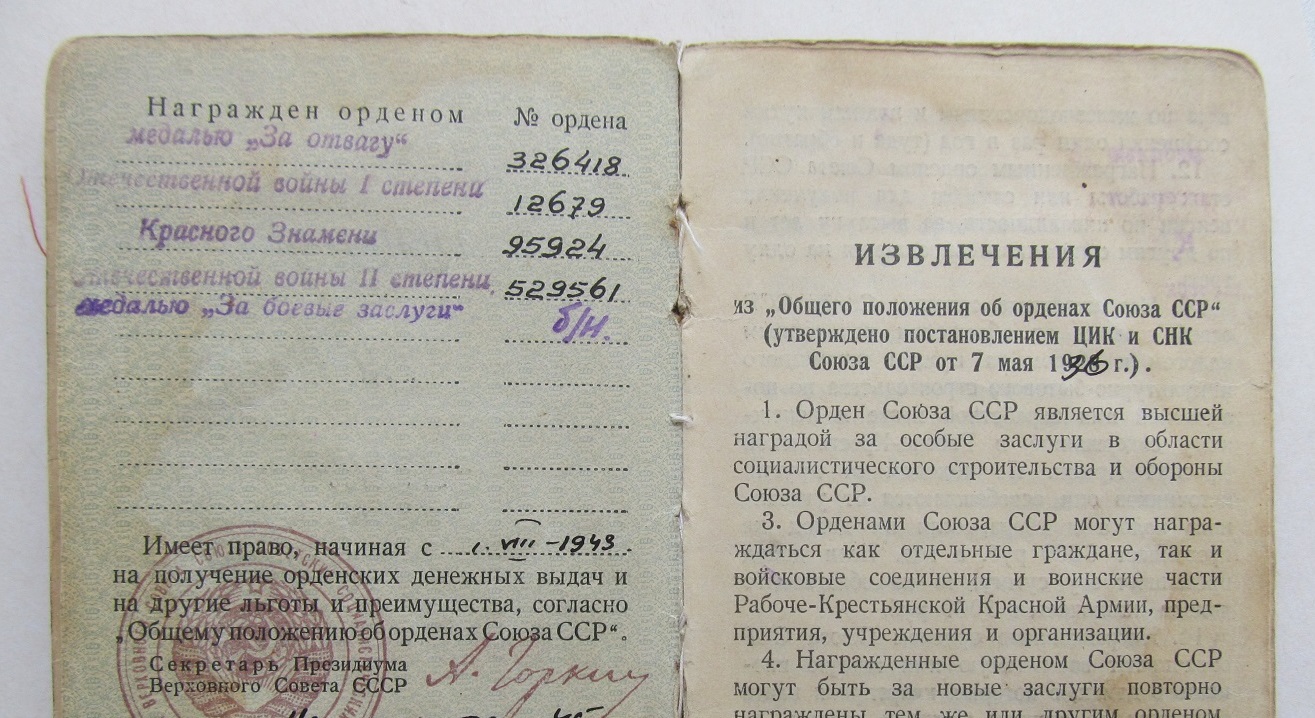 Награжден орденом № ордена
медалью „За отвагу“ 326418
Отечественной войны I степени 12679
Красного Знамени 95924
Отечественной войны II степени 529561
медалью „За боевые заслуги“ б/н.
Имеет право, начиная с 1. VIII -1943.
на получение орденских денежных выдач и
на другие льготы и преимущества, согласно
„Общему положению об орденах Союза ССР“.
Секретарь Президиума
Верховного Совета СССР А. Горкин
ИЗВЛЕЧЕНИЯ
из „Общего положения об орденах Союза ССР“
(утверждено постановлением ЦИК и СНК
Союза ССР от 7 мая 1936 г.).
1. Орден Союза ССР является высшей
наградой за особые заслуги в области
социалистического строительства и обороны
Союза ССР.
3. Орденами Союза ССР могут награ-
ждаться как отдельные граждане, так и
войсковые соединения и воинские части
Рабоче-Крестьянской Красной Армии, пред-
приятия, учреждения и организации.
4. Награжденные орденом Союза ССР
могут быть за новые заслуги повторно
награждены тем же или другим орденом